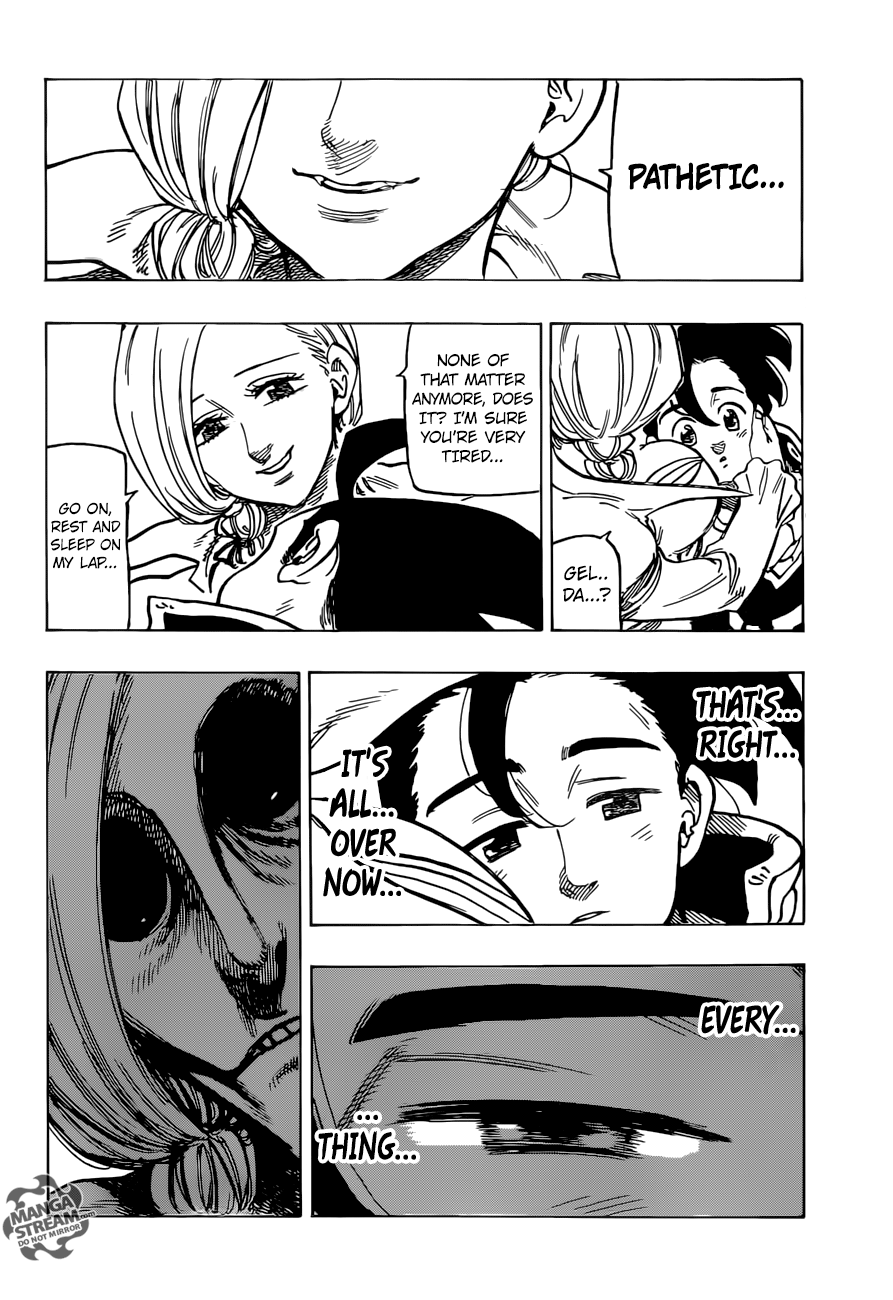 PATHETIC...
NONE OF
THAT MATTER
ANYMORE, DOES
IT? I'M SURE
YOU'RE VERY
TIRED...
GO ON,
REST AND
SLEEP ON
MY LAP...
GEL..
DA...?
THAT'S...
RIGHT...
IT'S
ALL...
OVER
NOW...
EVERY...
...
THING...
MANGA
STREAM.com
DO NOT MIRROR